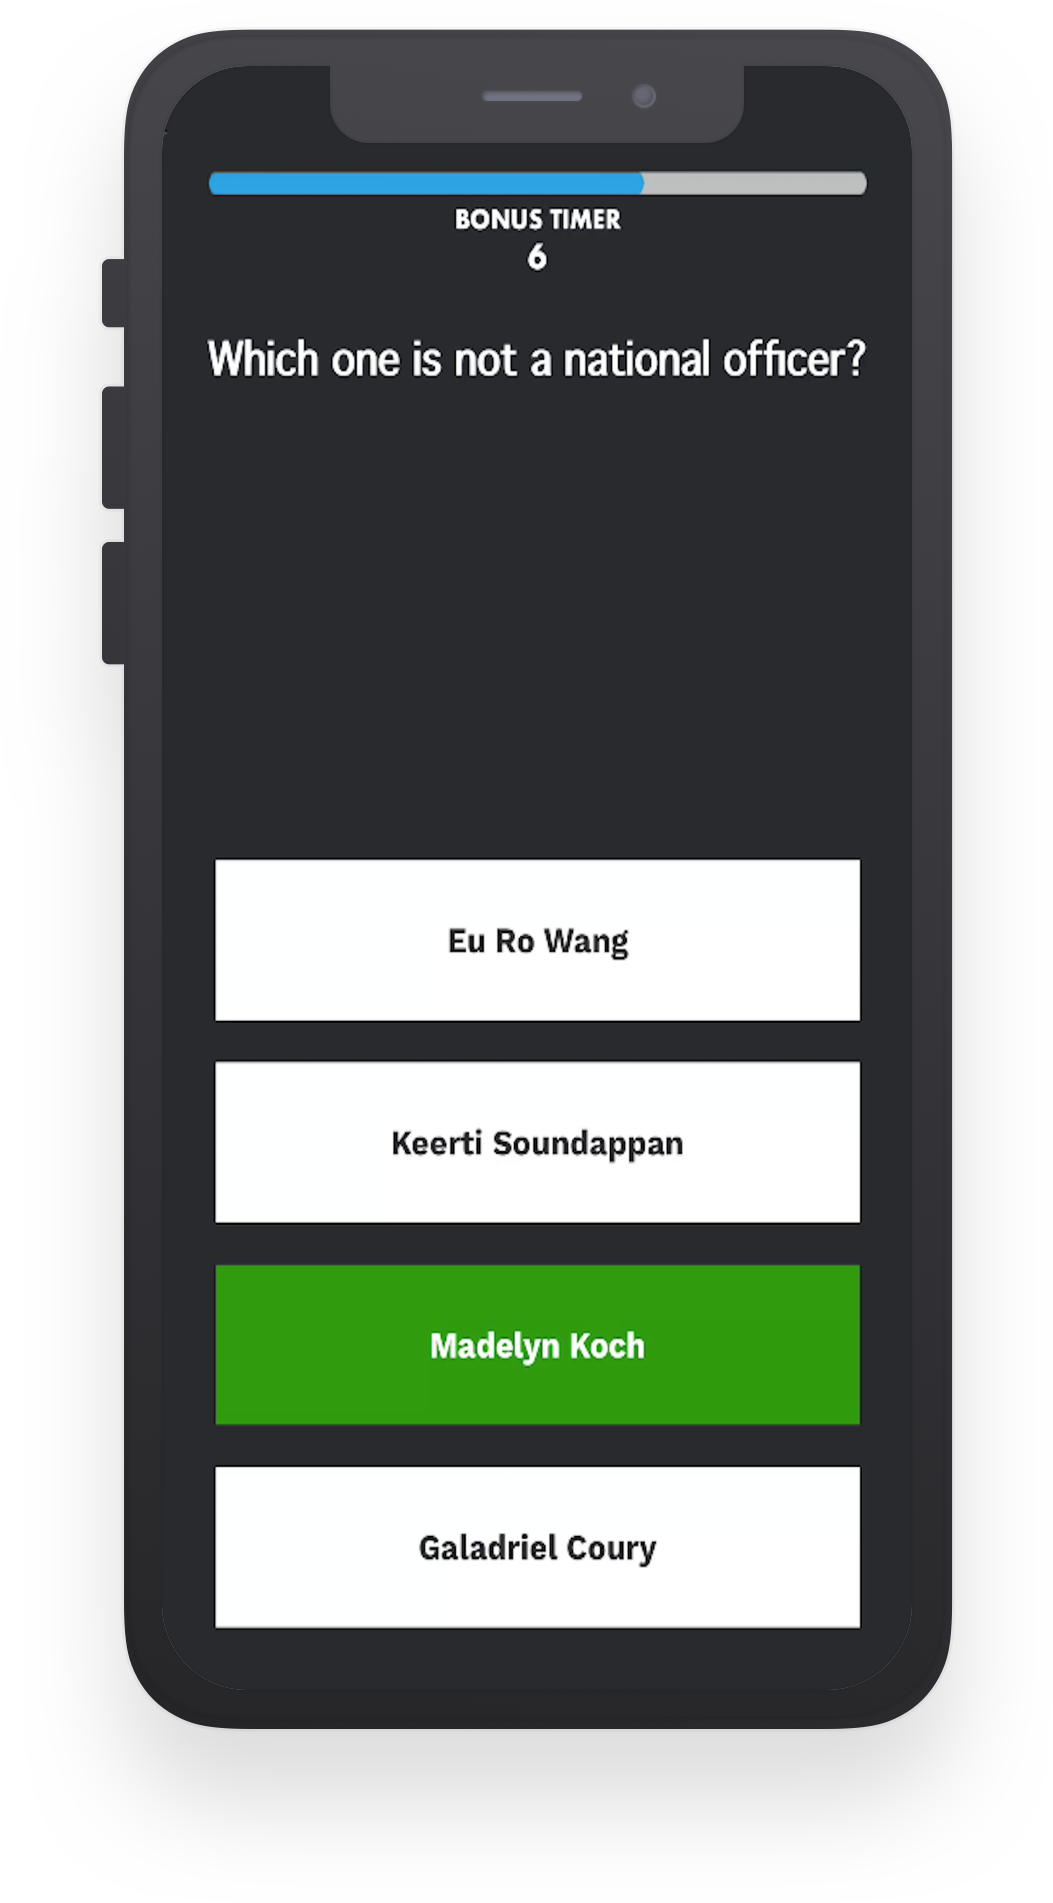 BONUS TIMER
6
Which one is not a national officer?
Eu Ro Wang
Keerti Soundappan
Madelyn Koch
Galadriel Coury